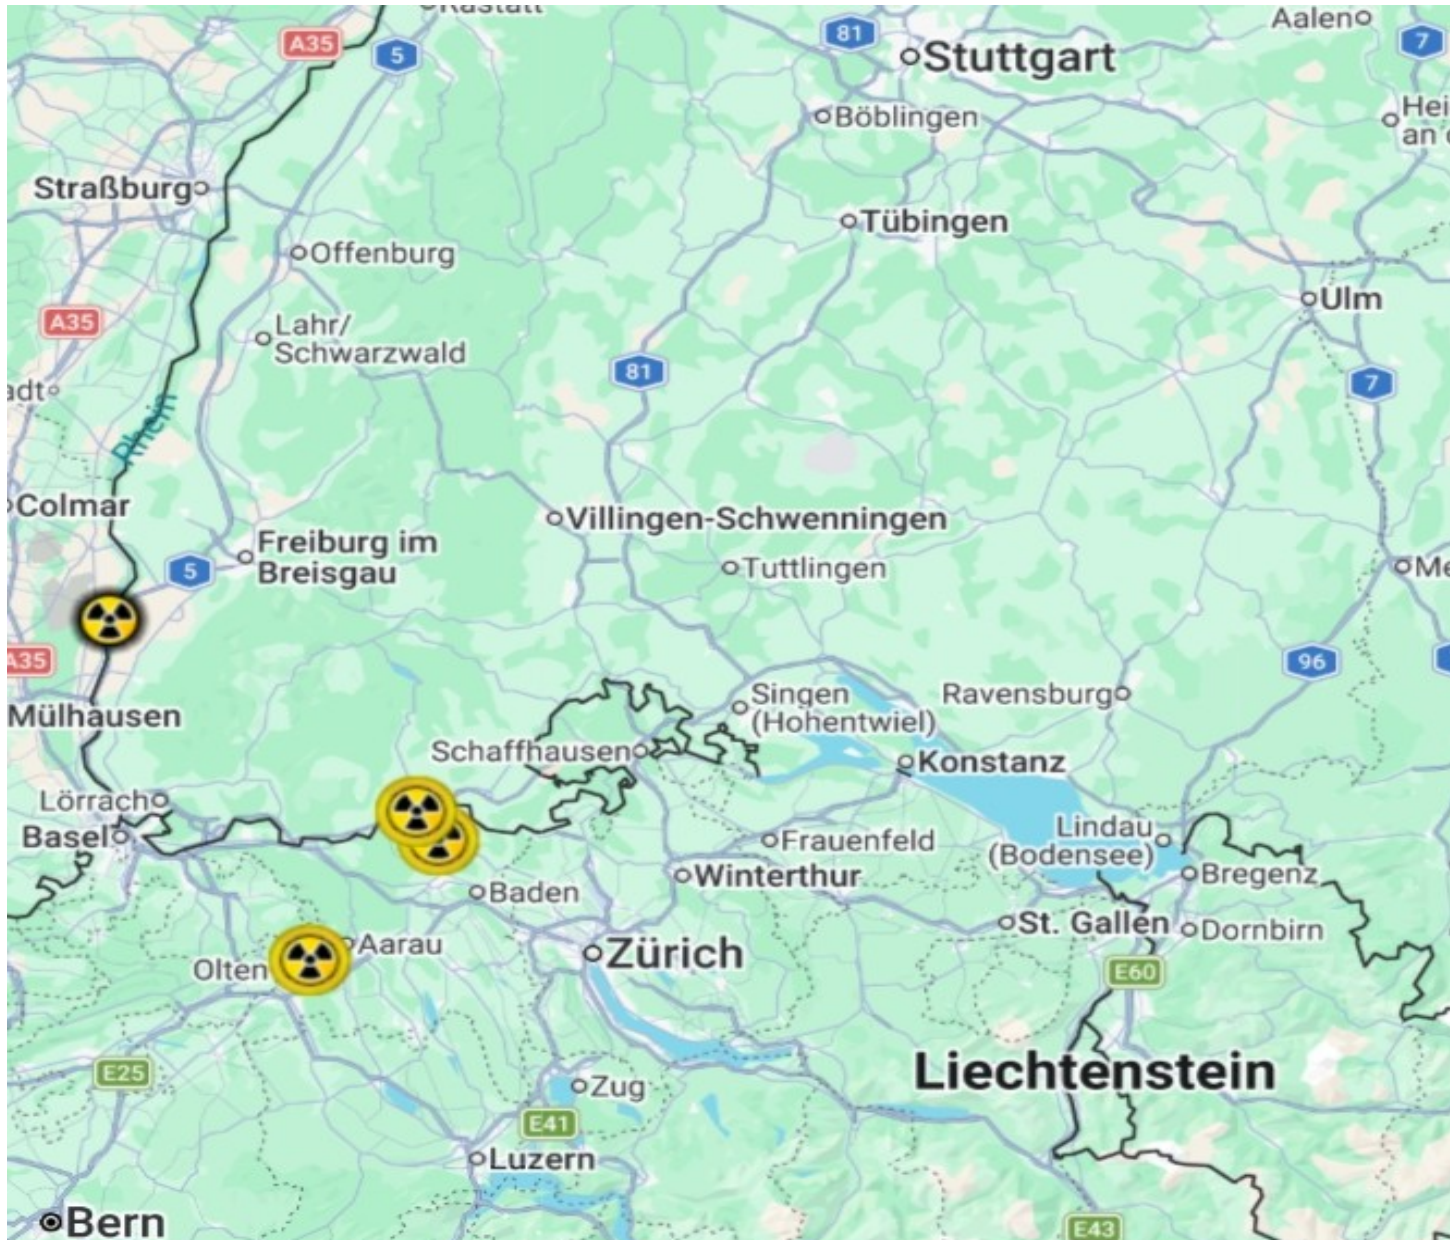 Rastatt
A35
5
81
Stuttgart
Aalen
7
Böblingen
Hei
an d
Straßburg
Tübingen
Offenburg
Ulm
A35
Lahr/
Schwarzwald
81
7
adt
Rhein
Colmar
Villingen-Schwenningen
Freiburg im
Breisgau
5
Tuttlingen
Me
A35
96
Singen
(Hohentwiel)
Ravensburg
Mülhausen
Schaffhausen
Konstanz
Lörrach
Basel
Frauenfeld
Lindau
(Bodensee)
Winterthur
Bregenz
Baden
St. Gallen
Dornbirn
Aarau
Zürich
Olten
E60
E25
Liechtenstein
Zug
E41
Luzern
Bern
E43